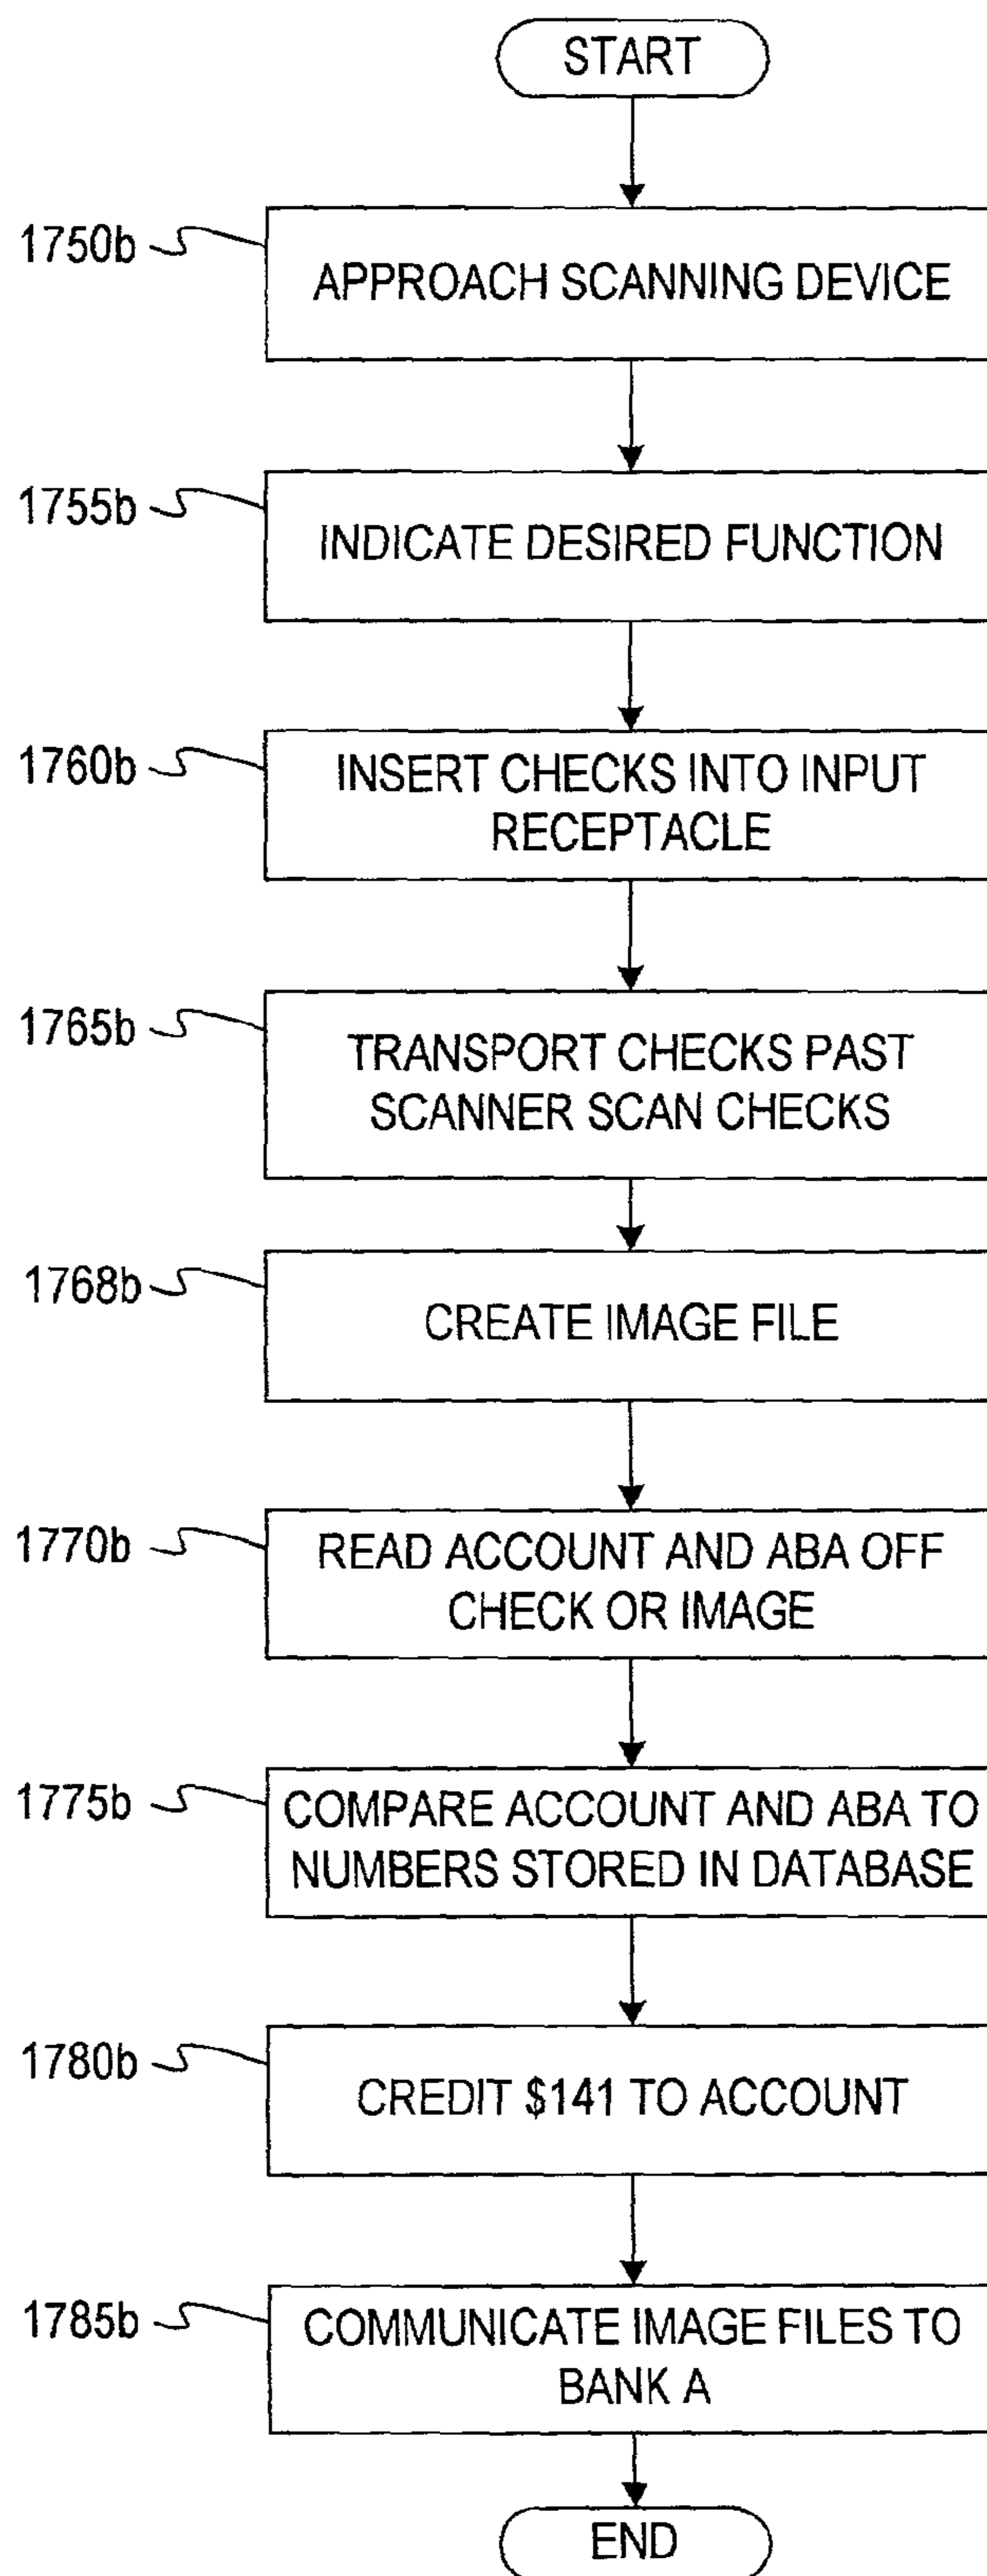 START
1750b
APPROACH SCANNING DEVICE
1755b
INDICATE DESIRED FUNCTION
1760b
INSERT CHECKS INTO INPUT
RECEPTACLE
1765b
TRANSPORT CHECKS PAST
SCANNER SCAN CHECKS
1768b
CREATE IMAGE FILE
1770b
READ ACCOUNT AND ABA OFF
CHECK OR IMAGE
1775b
COMPARE ACCOUNT AND ABA TO
NUMBERS STORED IN DATABASE
1780b
CREDIT $141 TO ACCOUNT
1785b
COMMUNICATE IMAGE FILES TO
BANK A
END